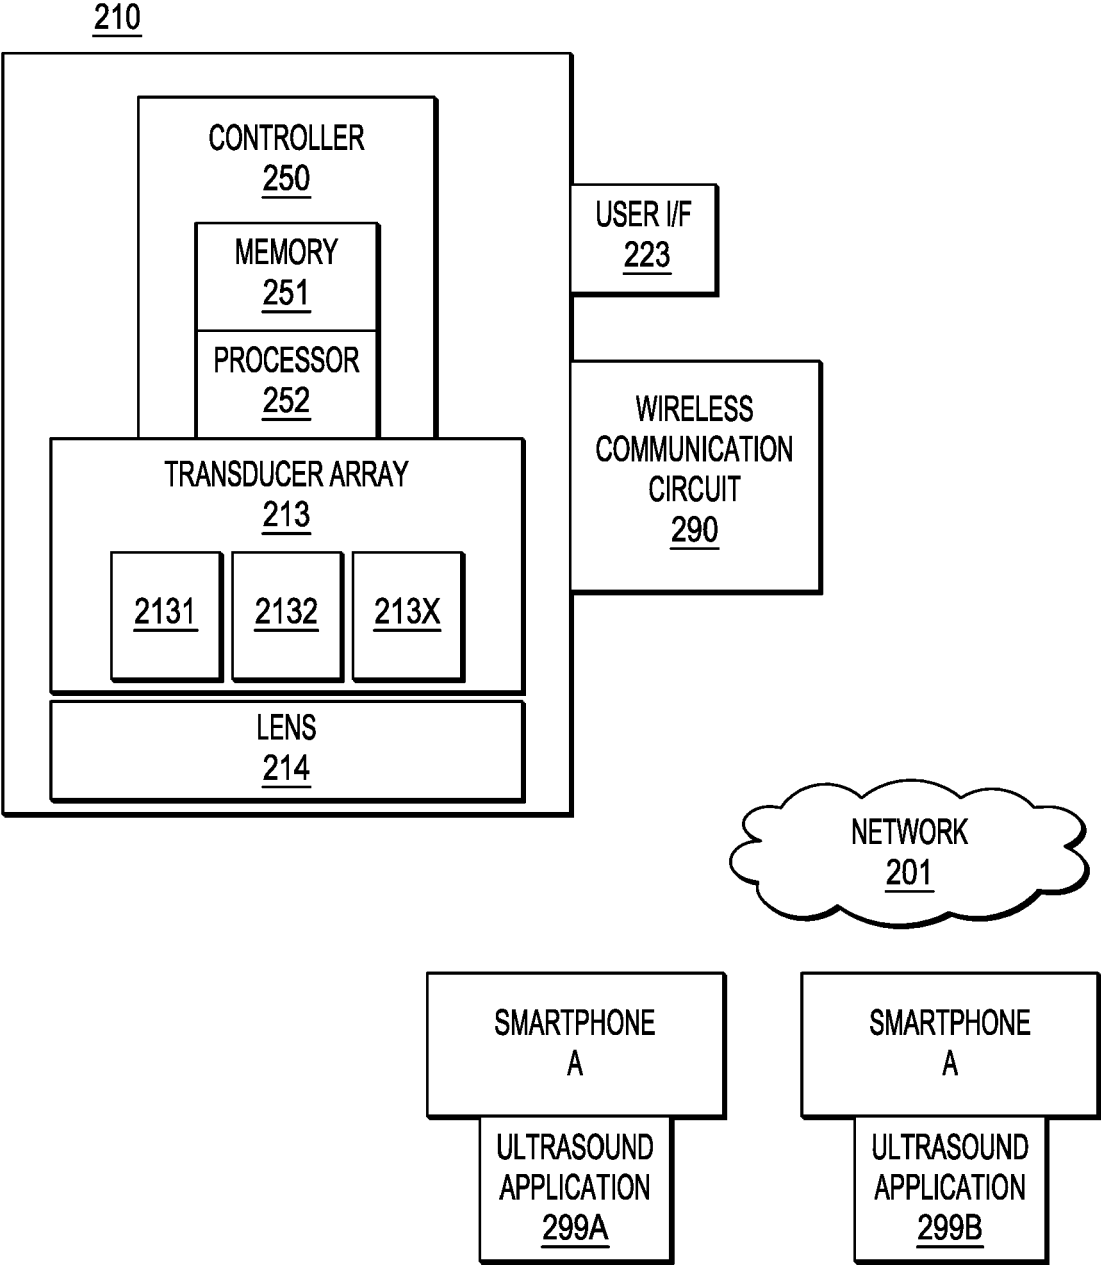 210
CONTROLLER
250
MEMORY
251
PROCESSOR
252
USER I/F
223
WIRELESS
COMMUNICATION
CIRCUIT
290
TRANSDUCER ARRAY
213
2131 2132 213X
LENS
214
NETWORK
201
SMARTPHONE
A
ULTRASOUND
APPLICATION
299A
SMARTPHONE
A
ULTRASOUND
APPLICATION
299B